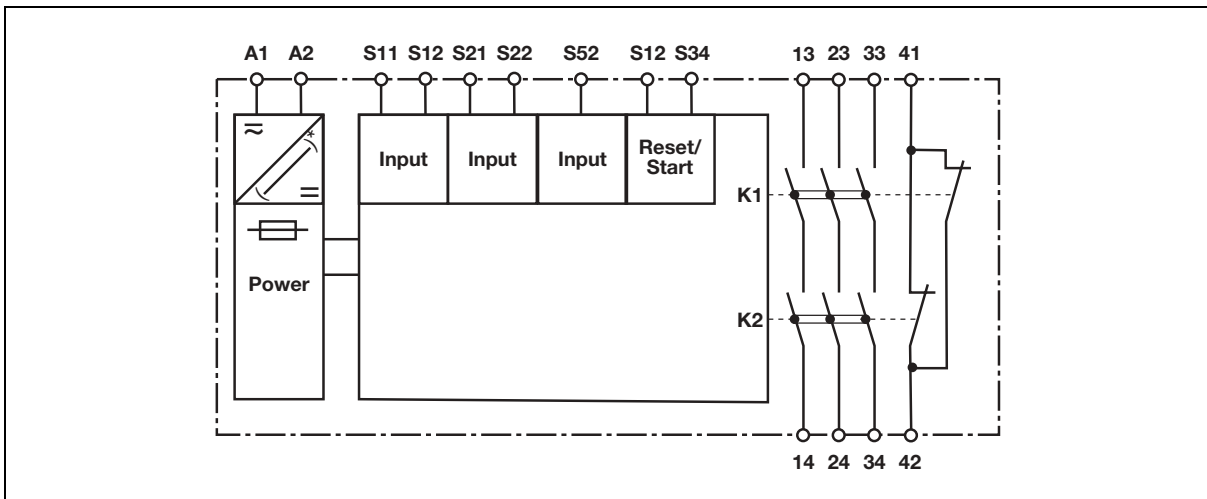 A1 A2 S11 S12 S21 S22 S52 S12 S34 13 23 33 41
*
Input Input Input Reset/
Start
K1
Power
K2
14 24 34 42